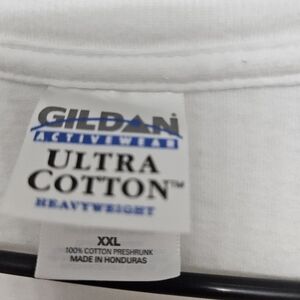 GILDAN
ACTIVEWEAR
ULTRA
COTTON™
HEAVYWEIGHT
XXL
100% COTTON PRESHRUNK
MADE IN HONDURAS